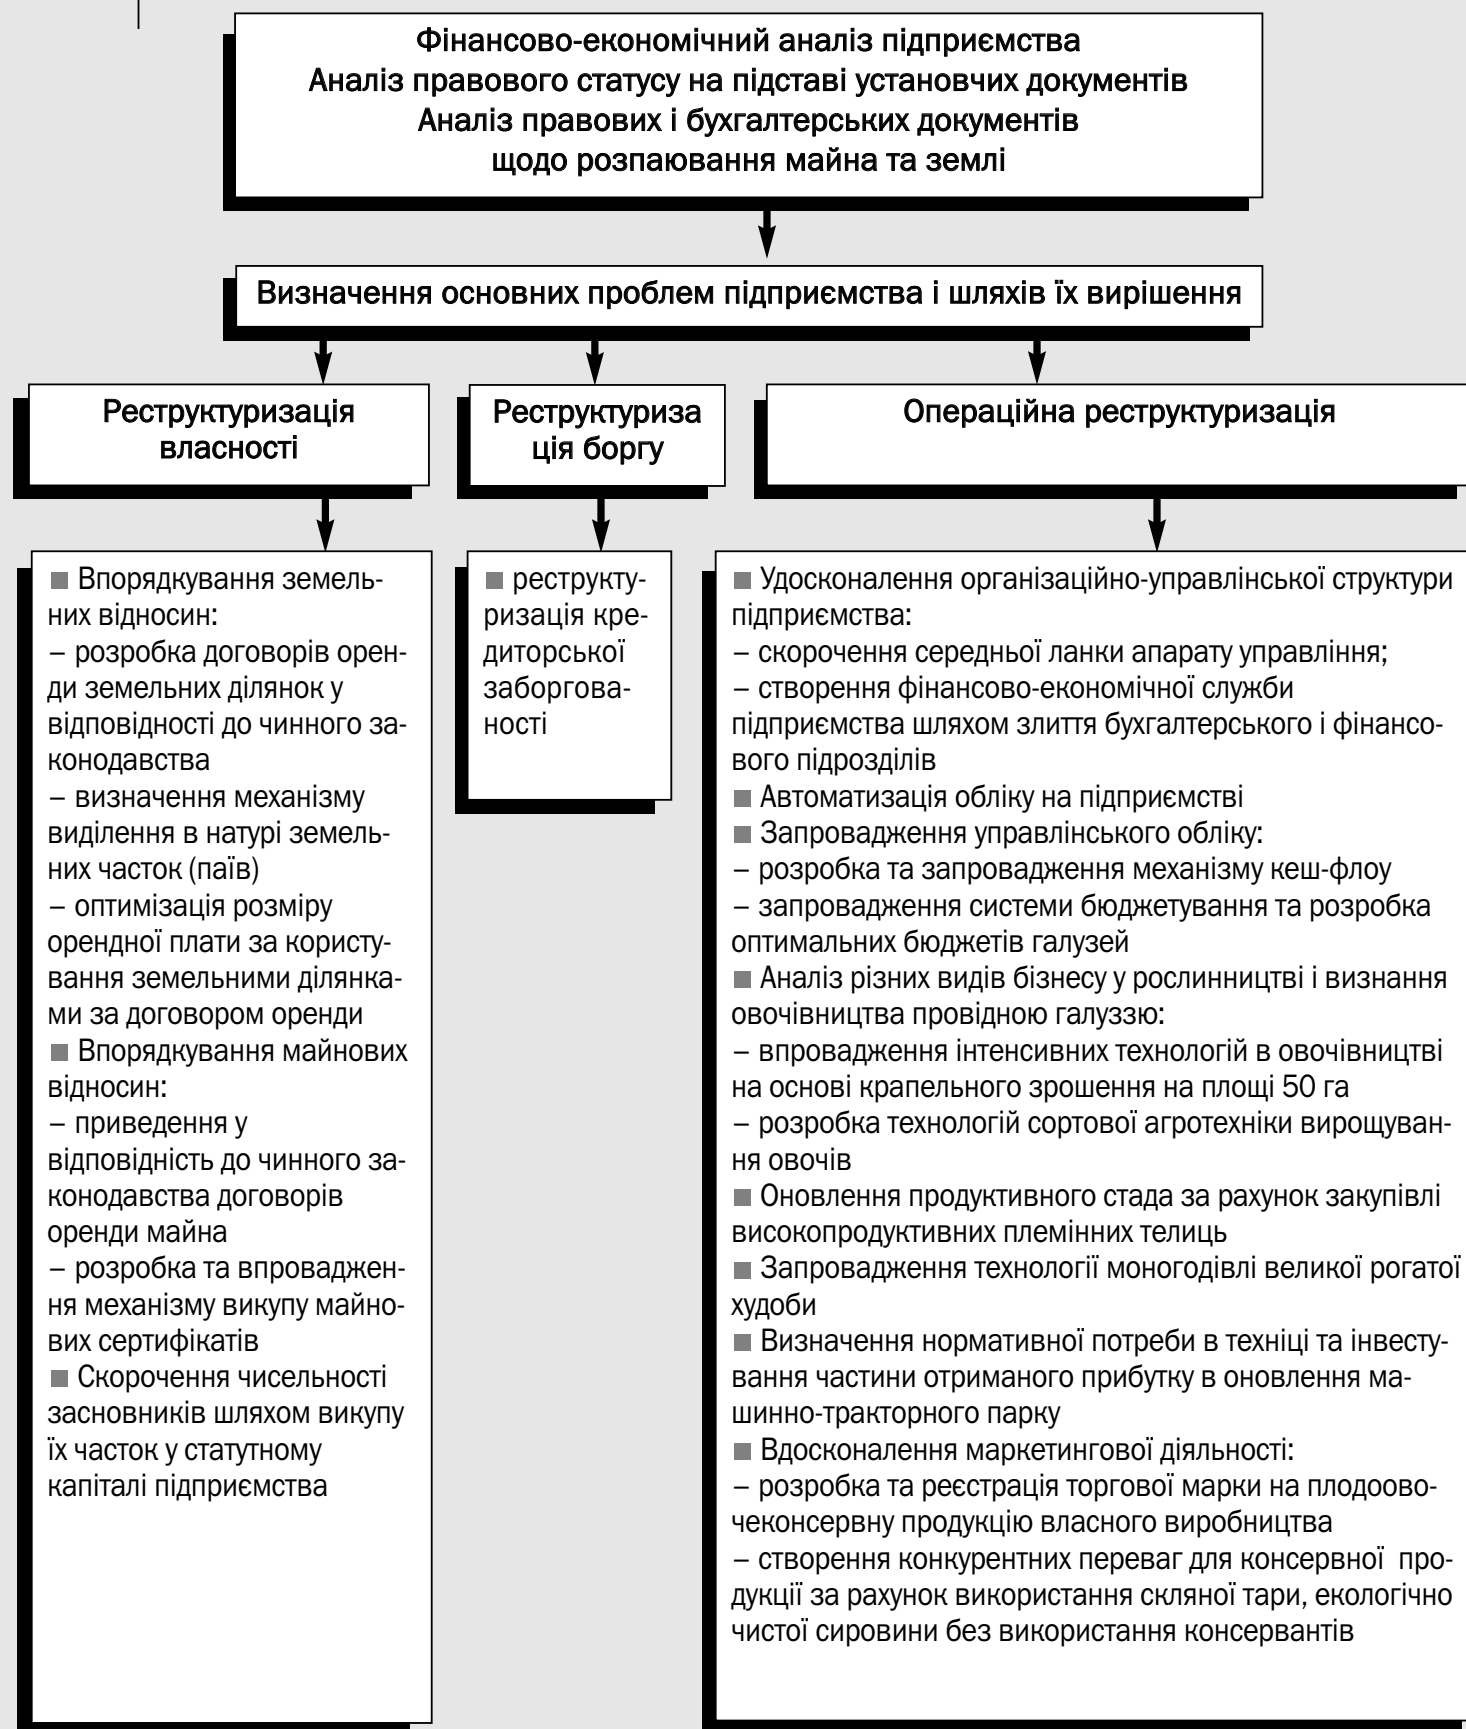 Фінансово-економічний аналіз підприємства
Аналіз правового статусу на підставі установчих документів
Аналіз правових і бухгалтерських документів
щодо розпаювання майна та землі
Визначення основних проблем підприємства і шляхів їх вирішення
Реструктуризація
власності
Реструктуриза
ція боргу
Операційна реструктуризація
■ Впорядкування земель-
них відносин:
– розробка договорів орен-
ди земельних ділянок у
відповідності до чинного за-
конодавства
– визначення механізму
виділення в натурі земель-
них часток (паїв)
– оптимізація розміру
орендної плати за користу-
вання земельними ділянка-
ми за договором оренди
■ Впорядкування майнових
відносин:
– приведення у
відповідність до чинного за-
конодавства договорів
оренди майна
– розробка та впроваджен-
ня механізму викупу майно-
вих сертифікатів
■ Скорочення чисельності
засновників шляхом викупу
їх часток у статутному
капіталі підприємства
■ реструкту-
ризація кре-
диторської
заборгова-
ності
■ Удосконалення організаційно-управлінської структури
підприємства:
– скорочення середньої ланки апарату управління;
– створення фінансово-економічної служби
підприємства шляхом злиття бухгалтерського і фінансо-
вого підрозділів
■ Автоматизація обліку на підприємстві
■ Запровадження управлінського обліку:
– розробка та запровадження механізму кеш-флоу
– запровадження системи бюджетування та розробка
оптимальних бюджетів галузей
■ Аналіз різних видів бізнесу у рослинництві і визнання
овочівництва провідною галуззю:
– впровадження інтенсивних технологій в овочівництві
на основі крапельного зрошення на площі 50 га
– розробка технологій сортової агротехніки вирощуван-
ня овочів
■ Оновлення продуктивного стада за рахунок закупівлі
високопродуктивних племінних телиць
■ Запровадження технології моногодівлі великої рогатої
худоби
■ Визначення нормативної потреби в техніці та інвесту-
вання частини отриманого прибутку в оновлення ма-
шинно-тракторного парку
■ Вдосконалення маркетингової діяльності:
– розробка та реєстрація торгової марки на плодоово-
чеконсервну продукцію власного виробництва
– створення конкурентних переваг для консервної про-
дукції за рахунок використання скляної тари, екологічно
чистої сировини без використання консервантів